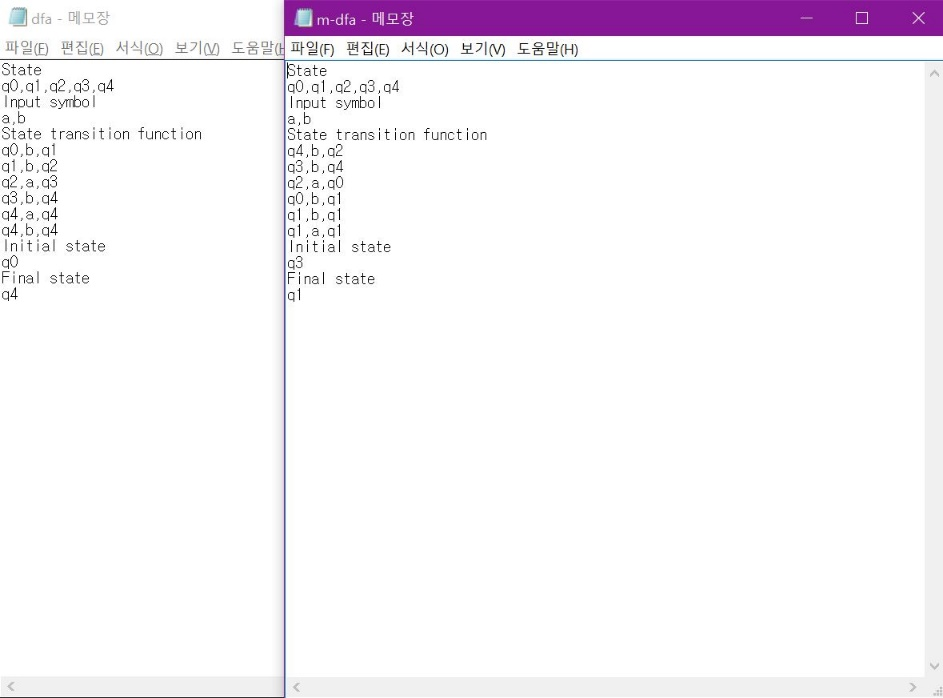 dfa - 메모장
파일(F) 편집(E) 서식(O) 보기(V) 도움말(H
State
q0,q1,q2,q3,q4
Input symbol
a,b
State transition function
q0,b,q1
q1,b,q2
q2,a,q3
q3,b,q4
q4,a,q4
q4,b,q4
Initial state
q0
Final state
q4
m-dfa - 메모장
파일(F) 편집(E) 서식(O) 보기(V) 도움말(H)
State
q0,q1,q2,q3,q4
Input symbol
a,b
State transition function
q4,b,q2
q3,b,q4
q2,a,q0
q0,b,q1
q1,b,q1
q1,a,q1
Initial state
q3
Final state
q1